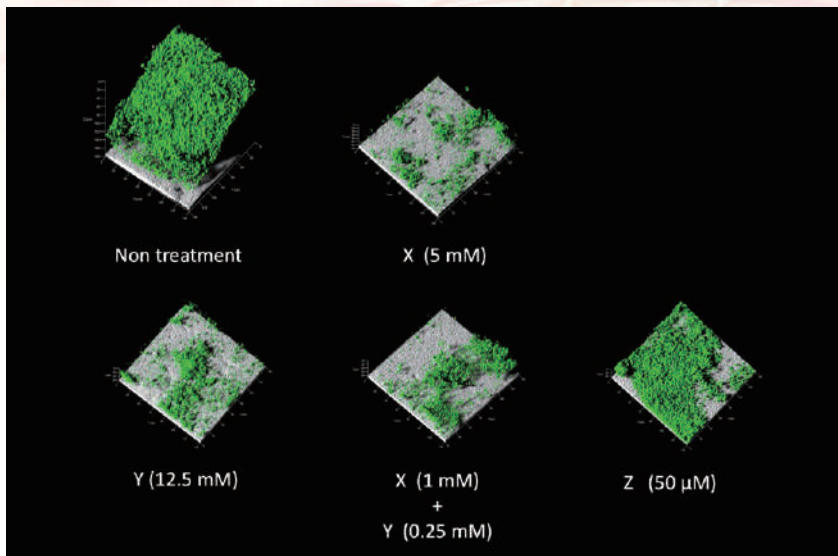 Non treatment
X (5 mM)
Y (12.5 mM)
X (1 mM)
+
Y (0.25 mM)
Z (50 µM)